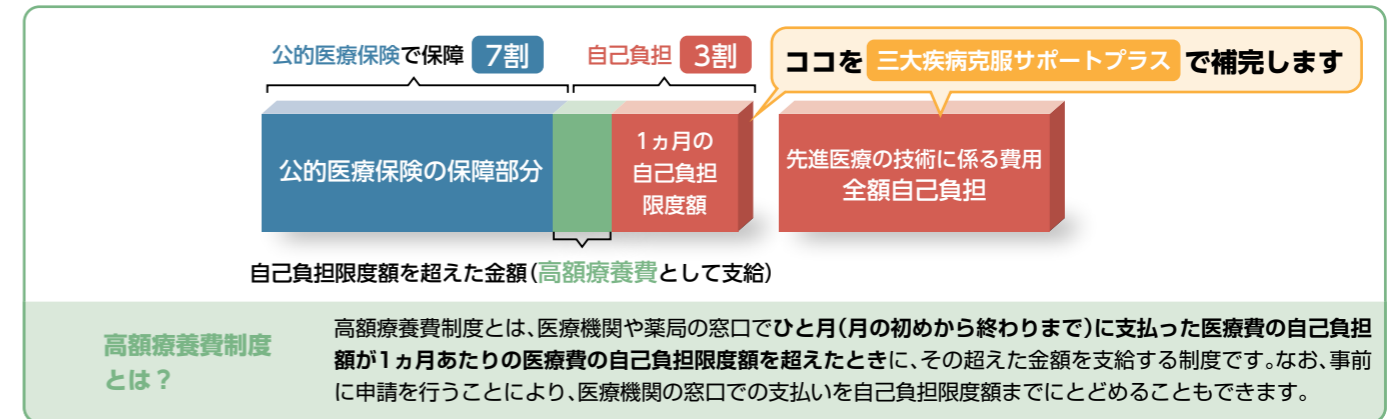 公的医療保険で保障 7割
自己負担 3割
ココを 三大疾病克服サポートプラス で補完します
公的医療保険の保障部分
1ヵ月の
自己負担
限度額
先進医療の技術に係る費用
全額自己負担
自己負担限度額を超えた金額(高額療養費として支給)
高額療養費制度
とは？
高額療養費制度とは、医療機関や薬局の窓口でひと月(月の初めから終わりまで)に支払った医療費の自己負担
額が1ヵ月あたりの医療費の自己負担限度額を超えたときに、その超えた金額を支給する制度です。なお、事前
に申請を行うことにより、医療機関の窓口での支払いを自己負担限度額までにとどめることもできます。